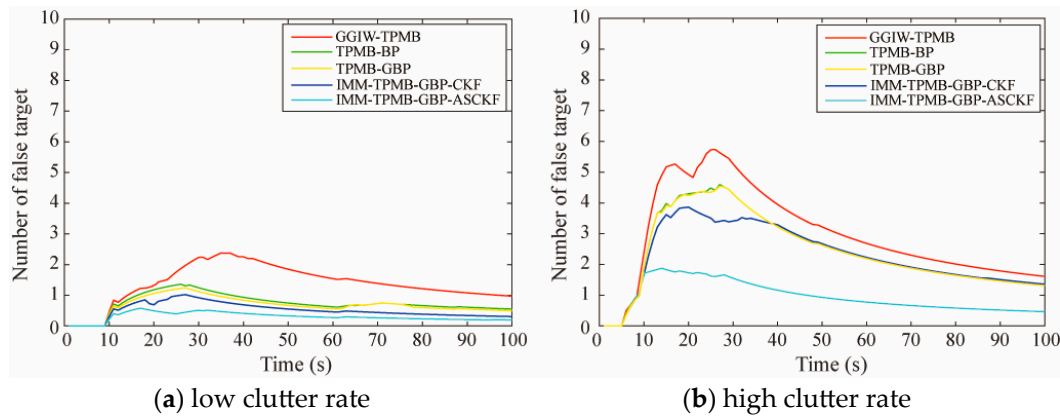 10
9
8
7
6
5
4
3
2
1
0
Number of false target
GGIW-TPMB
TPMB-BP
TPMB-GBP
IMM-TPMB-GBP-CKF
IMM-TPMB-GBP-ASCKF
0 10 20 30 40 50 60 70 80 90 100
Time (s)
(a) low clutter rate
10
9
8
7
6
5
4
3
2
1
0
Number of false target
GGIW-TPMB
TPMB-BP
TPMB-GBP
IMM-TPMB-GBP-CKF
IMM-TPMB-GBP-ASCKF
0 10 20 30 40 50 60 70 80 90 100
Time (s)
(b) high clutter rate